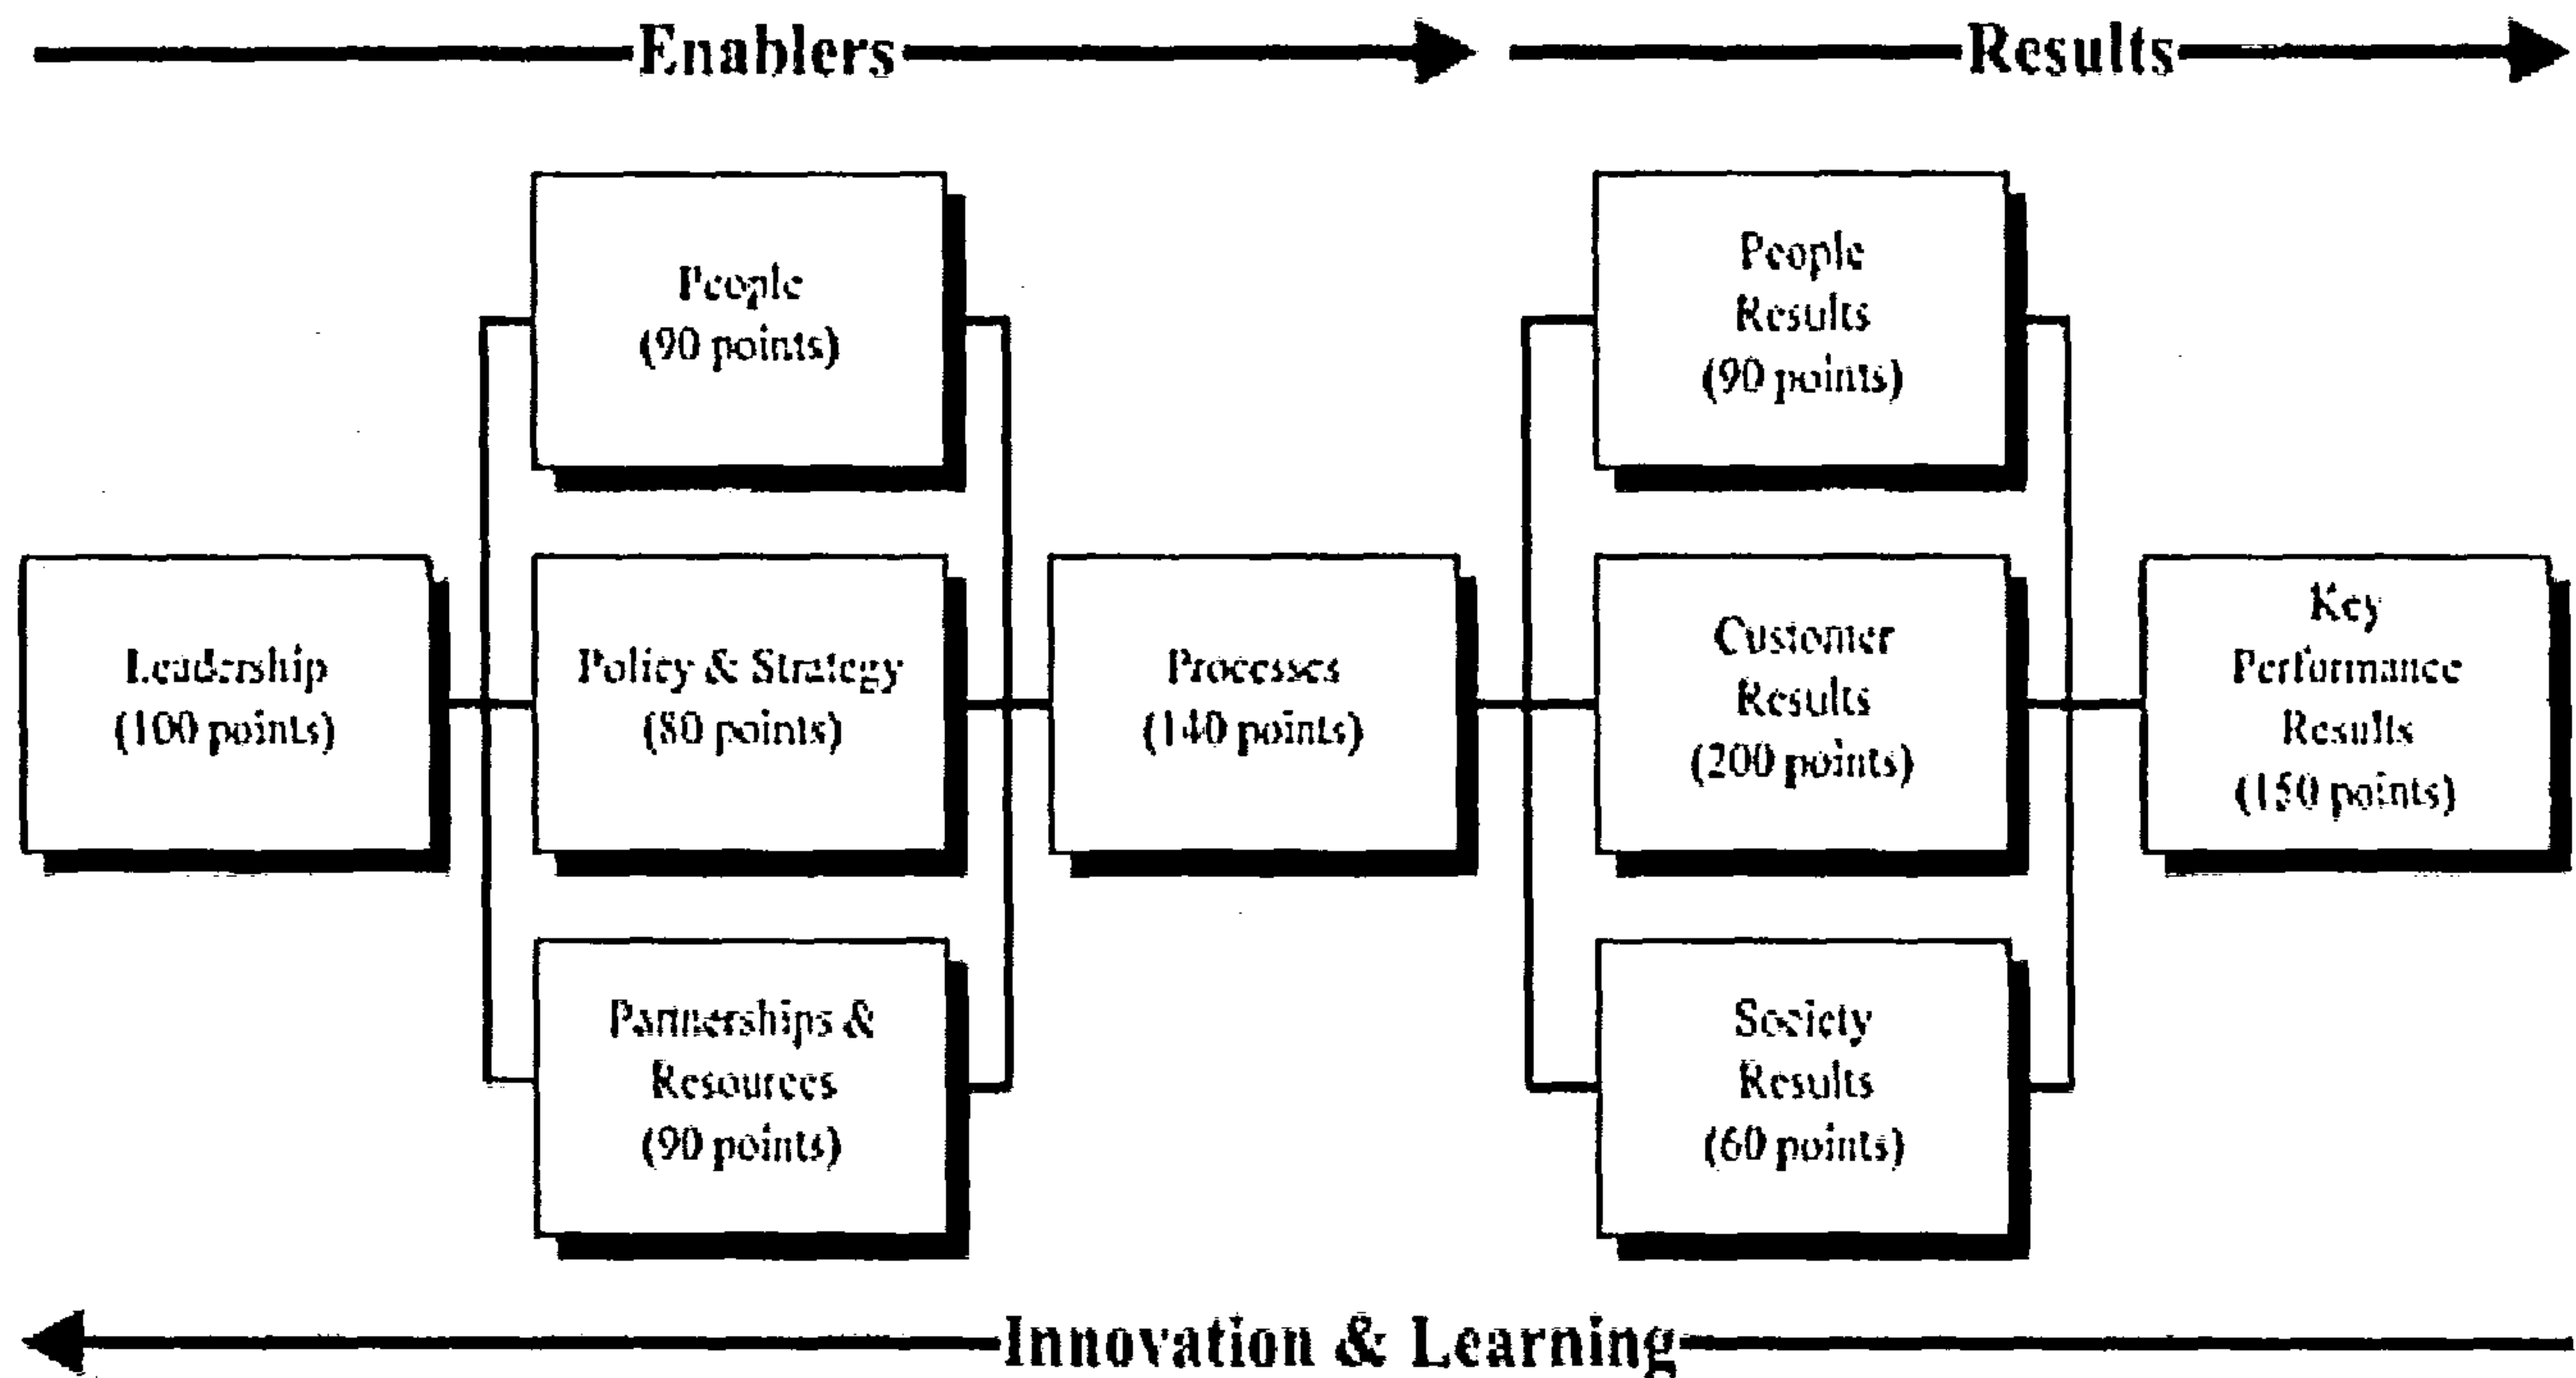 Enablers
Results
People
(90 points)
People
Results
(90 points)
Leadership
(100 points)
Policy & Strategy
(80 points)
Processes
(140 points)
Customer
Results
(200 points)
Key
Performance
Results
(150 points)
Partnerships &
Resources
(90 points)
Society
Results
(60 points)
Innovation & Learning